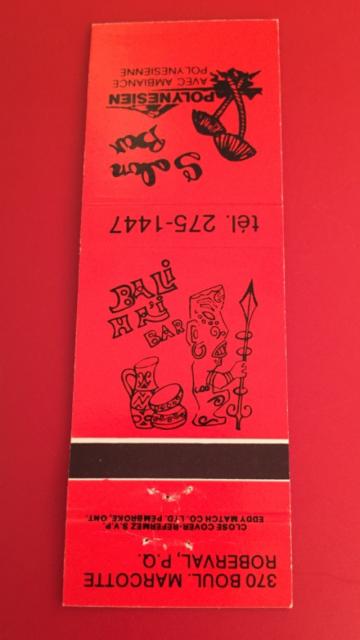 BALI
HAÏ
BAR
CLOSE COVER-REFERMEZ S.V.P.
EDDY MATCH CO. LTD. PEMBROKE, ONT.
370 BOUL. MARCOTTE
ROBERVAL, P.Q.
tél. 275-1447
Salon
Bar
POLYNESIEN
AVEC AMBIANCE
POLYNESIENNE